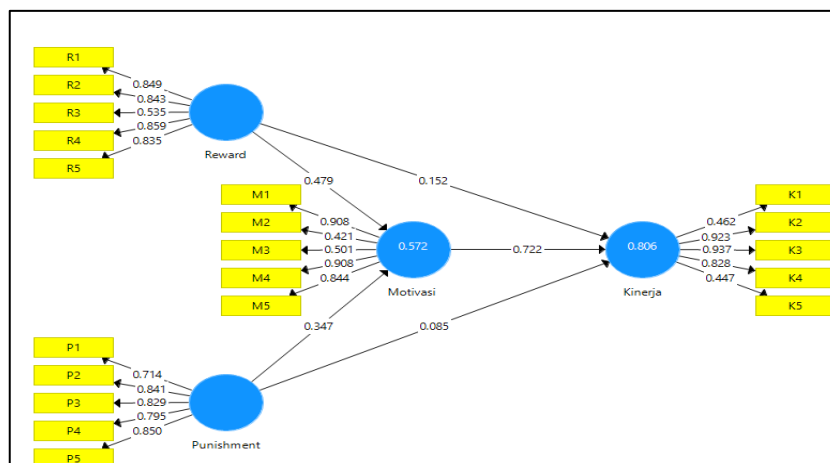 R1
R2
R3
R4
R5
0.849
0.843
0.535
0.859
0.835
Reward
0.479
0.152
M1
M2
M3
M4
M5
0.908
0.421
0.501
0.908
0.844
0.572
Motivasi
0.722
0.806
Kinerja
0.462
0.923
0.937
0.828
0.447
K1
K2
K3
K4
K5
0.347
0.085
P1
P2
P3
P4
P5
0.714
0.841
0.829
0.795
0.850
Punishment